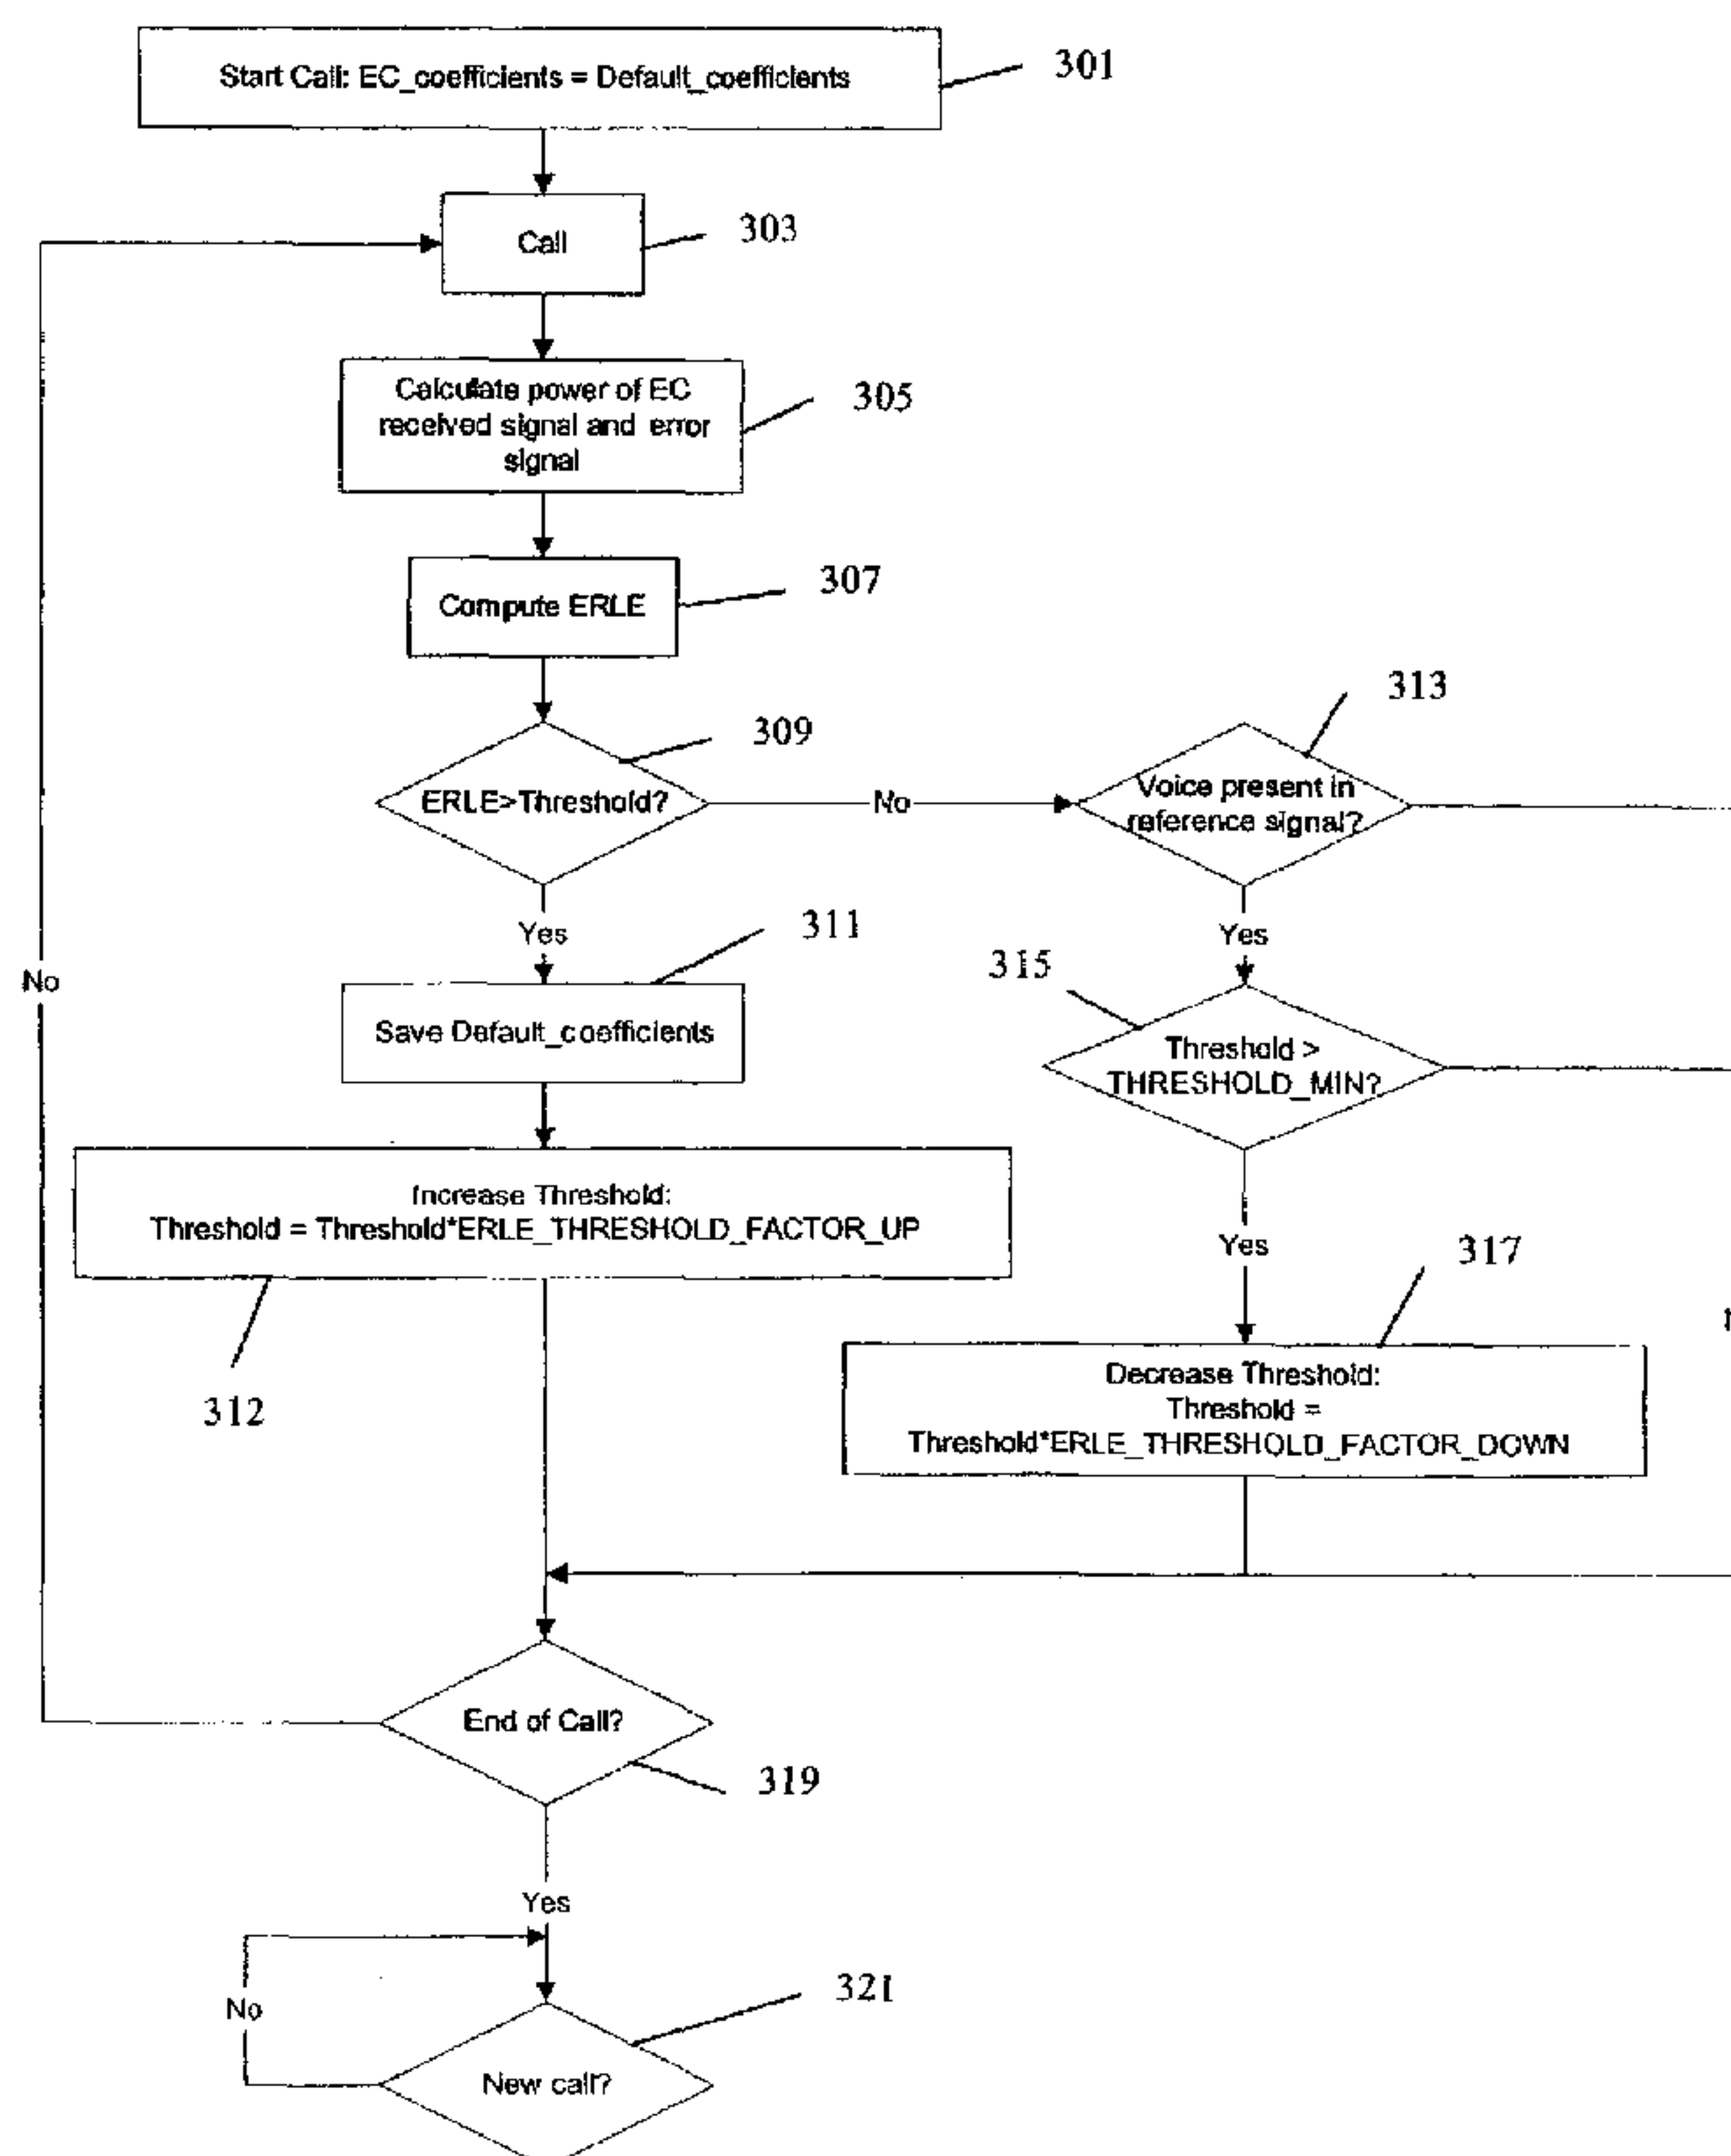 Start Call: EC_coefficients = Default_coefficients
301
Call
303
Calculate power of EC
received signal and error
signal
305
Compute ERLE
307
ERLE>Threshold?
309
No
Voice present in
reference signal?
313
Yes
311
Yes
315
No
Save Default_coefficients
Threshold >
THRESHOLD_MIN?
Increase Threshold:
Threshold = Threshold*ERLE_THRESHOLD_FACTOR_UP
312
Yes
317
Decrease Threshold:
Threshold =
Threshold*ERLE_THRESHOLD_FACTOR_DOWN
End of Call?
319
Yes
No
321
New call?